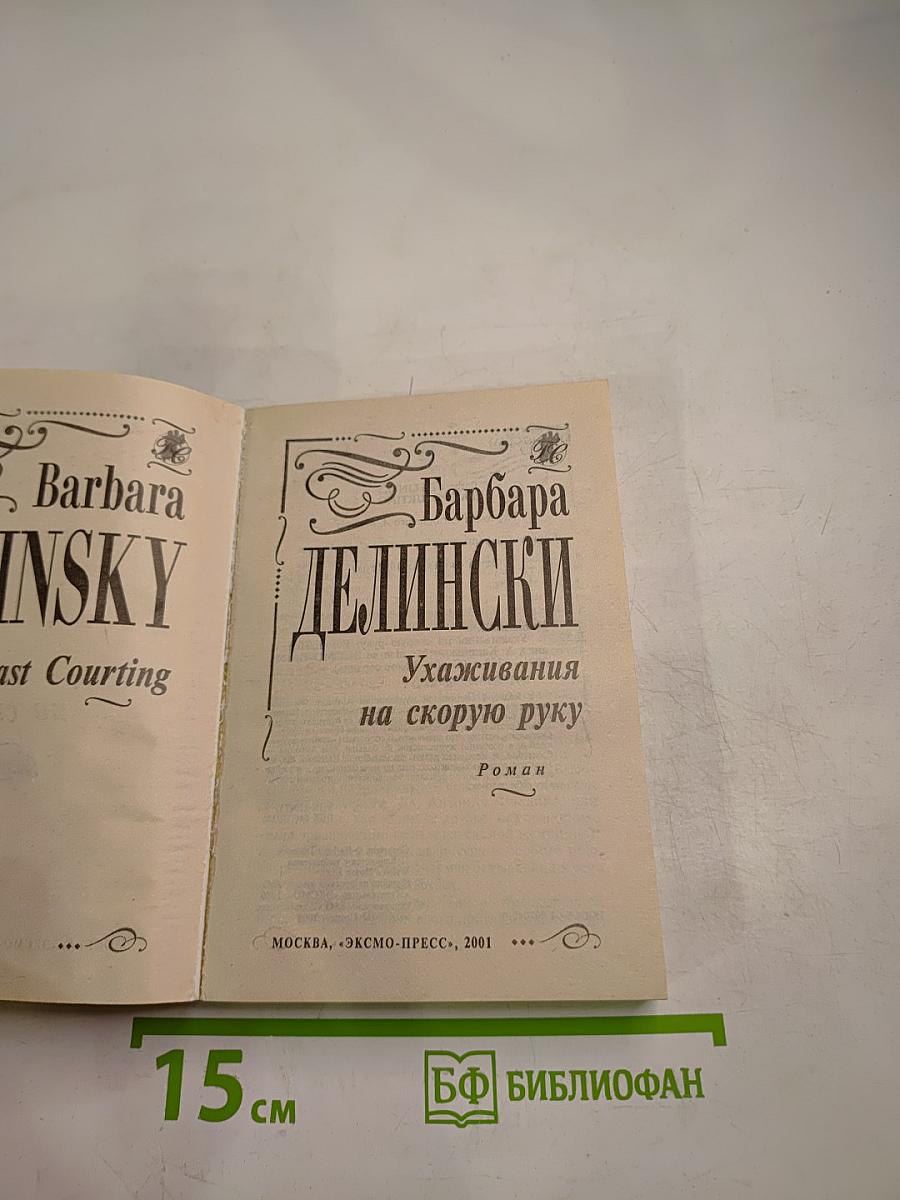 Barbara
INSKY
ast Courting
Барбара
ДЕЛИНСКИ
Ухаживания
на скорую руку
Роман
МОСКВА, «ЭКСМО-ПРЕСС», 2001
15 см
БФ БИБЛИОФАН